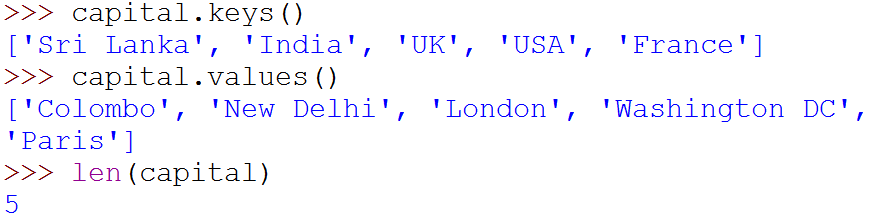 >>> capital.keys()
['Sri Lanka', 'India', 'UK', 'USA', 'France']
>>> capital.values()
['Colombo', 'New Delhi', 'London', 'Washington DC',
'Paris']
>>> len(capital)
5